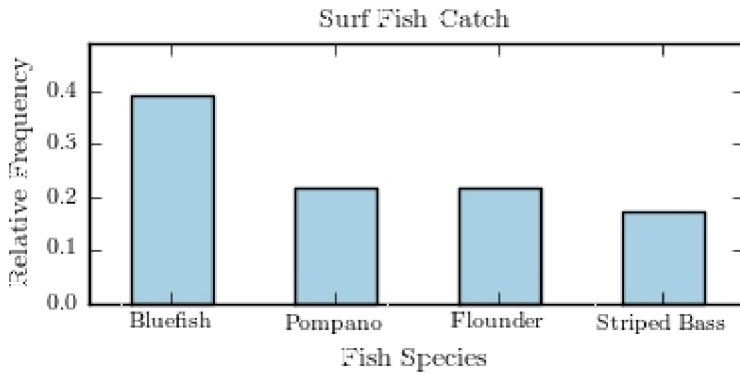 Surf Fish Catch
Relative Frequency
0.4
0.3
0.2
0.1
0.0
Bluefish Pompano Flounder Striped Bass
Fish Species